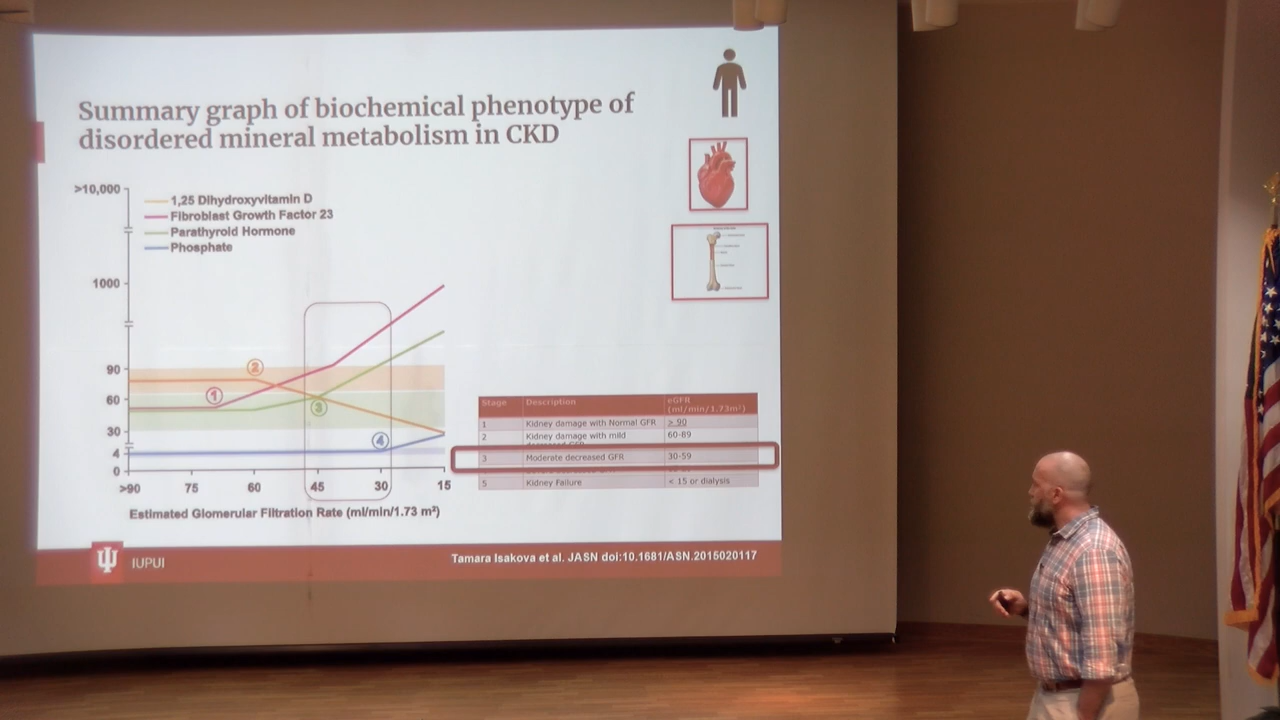 Summary graph of biochemical phenotype of
disordered mineral metabolism in CKD
>10,000
1000
90
60
30
4
0
1,25 Dihydroxyvitamin D
Fibroblast Growth Factor 23
Parathyroid Hormone
Phosphate
1
2
3
4
>90 75 60 45 30 15
Estimated Glomerular Filtration Rate (ml/min/1.73 m²)
Stage Description eGFR
(ml/min/1.73m²)
1 Kidney damage with Normal GFR > 90
2 Kidney damage with mild 60-89
3 Moderate decreased GFR 30-59
5 Kidney Failure < 15 or dialysis
IUPUI
Tamara Isakova et al. JASN doi:10.1681/ASN.2015020117